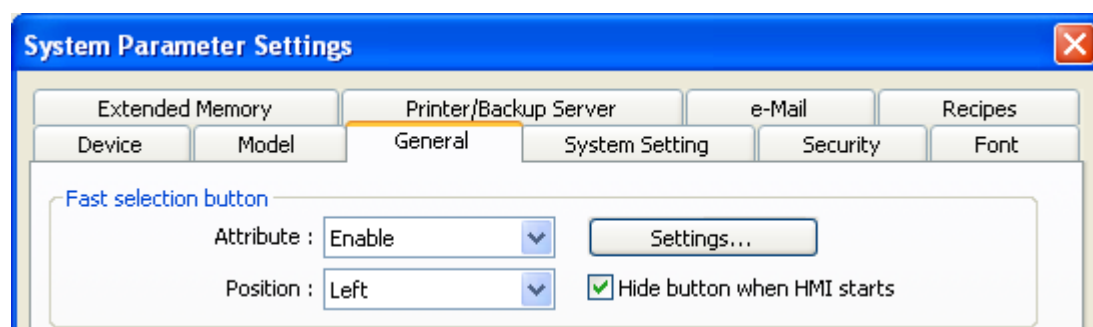 System Parameter Settings
Extended Memory Printer/Backup Server e-Mail Recipes
Device Model General System Setting Security Font
Fast selection button
Attribute : Enable Settings...
Position : Left Hide button when HMI starts